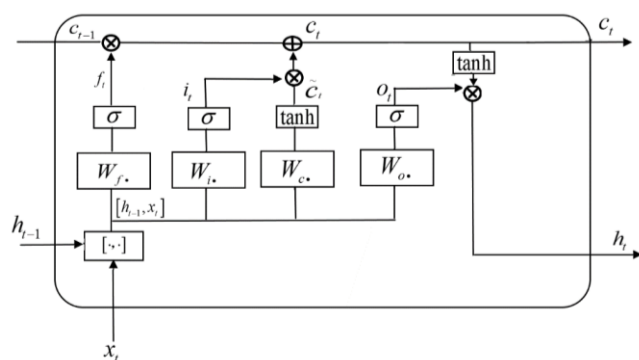 c_{t-1} c_t c_t
tanh
f_t i_t c̃_t o_t
σ σ tanh σ
W_f• W_i• W_c• W_o•
[h_{t-1}, x_t]
h_{t-1} [·,·] h_t
x_t